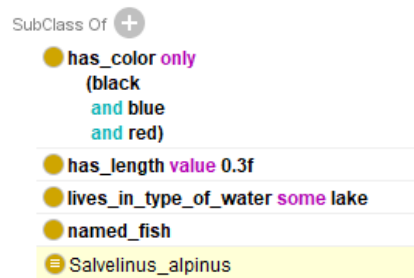 SubClass Of
has_color only
(black
and blue
and red)
has_length value 0.3f
lives_in_type_of_water some lake
named_fish
Salvelinus_alpinus